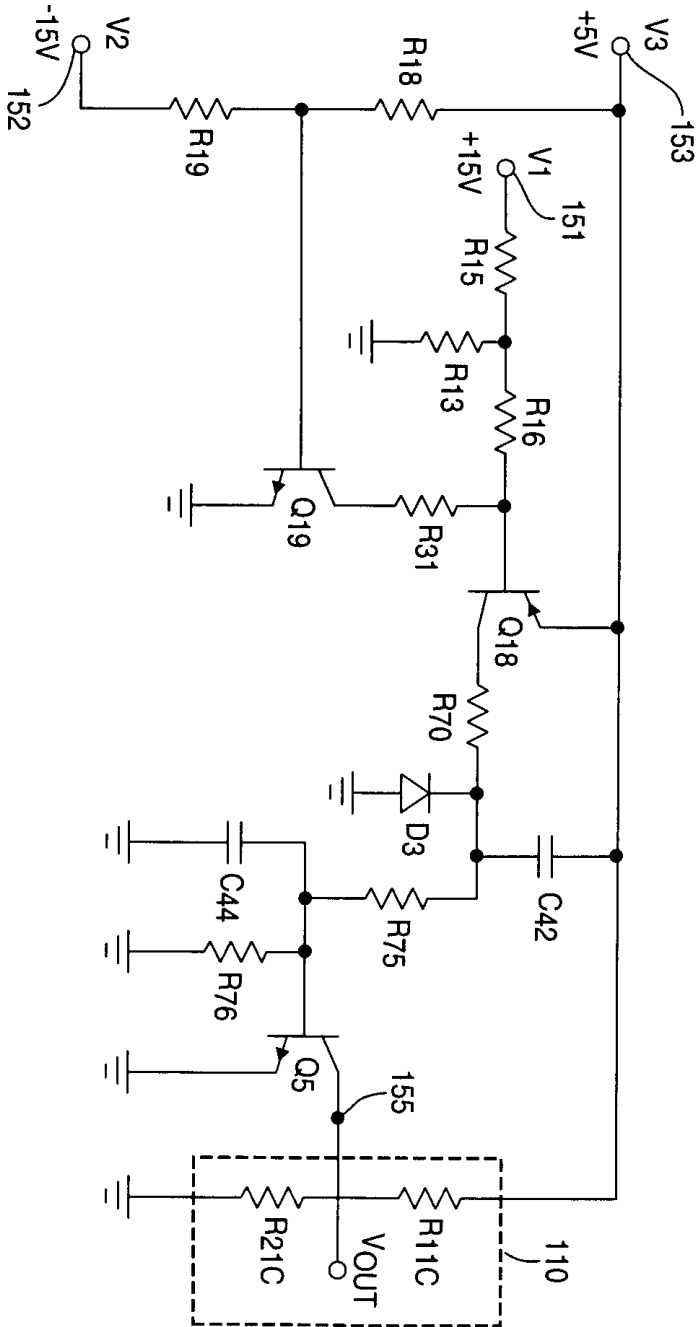 V3
+5V
153
R18
V1
+15V
151
R15
R13
R16
V2
-15V
152
R19
Q19
R31
Q18
R70
D3
C42
C44
R75
R76
Q5
155
110
R11C
R21C
VOUT